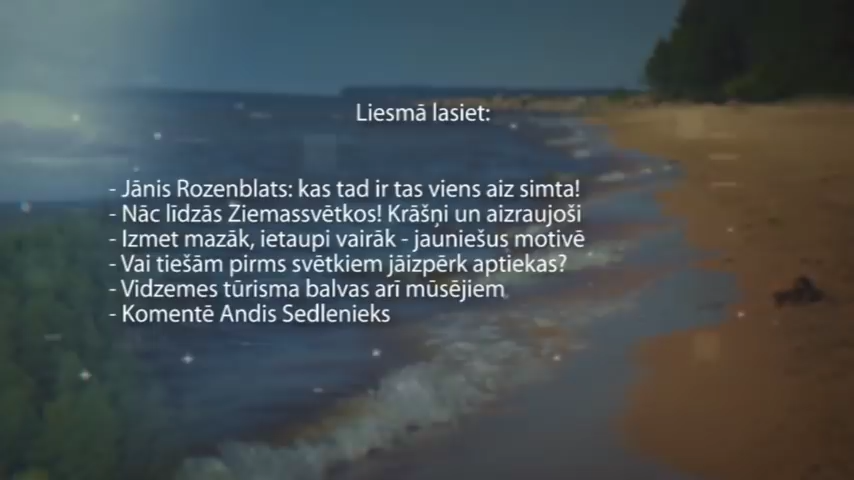 Liesmā lasiet:
- Jānis Rozenblats: kas tad ir tas viens aiz simta!
- Nāc līdzās Ziemassvētkos! Krāšņi un aizraujoši
- Izmet mazāk, ietaupi vairāk - jauniešus motivē
- Vai tiešām pirms svētkiem jāizpērk aptiekas?
- Vidzemes tūrisma balvas arī mūsējiem
- Komentē Andis Sedlenieks